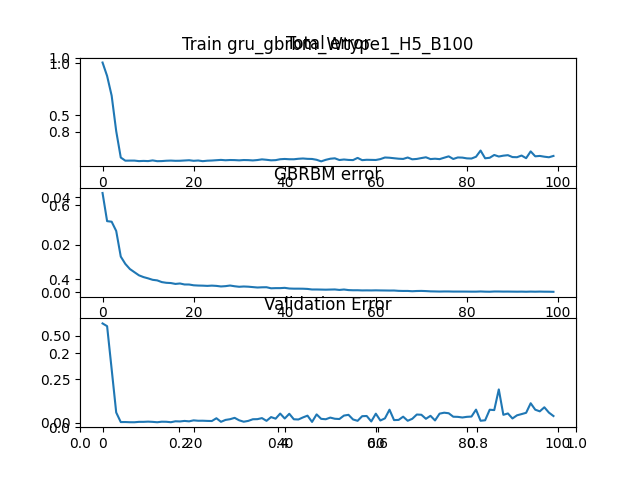 Train gru_gbrbm_Wtype1_H5_B100
Total error
1.0
1.0
0.5
0.8
0 20 40 60 80 100
GBRBM error
0.04
0.6
0.02
0.4
0.00
0 20 40 60 80 100
Validation Error
0.50
0.2
0.25
0.00
0.0
0 20 40 60 80 100
0.0 0.2 0.4 0.6 0.8 1.0